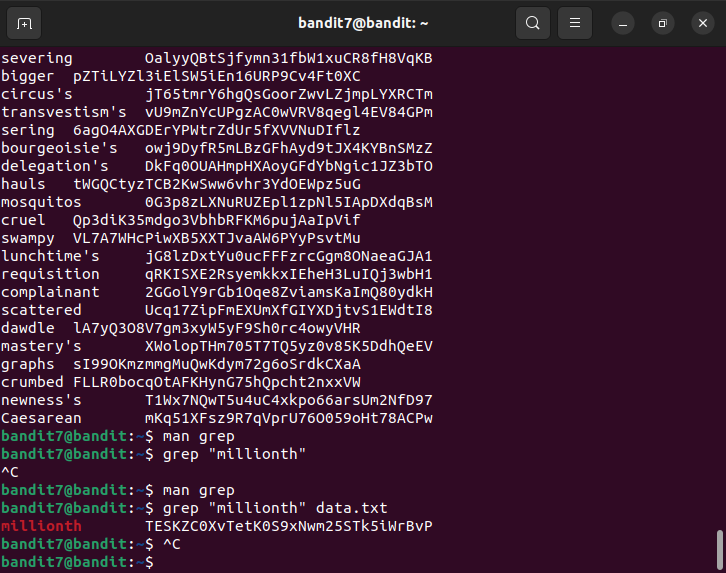 bandit7@bandit: ~
severing        OalyyQBtSjfymn31fbW1xuCR8fH8VqKB
bigger  pZTiLYZl3iElSW5iEn16URP9Cv4Ft0XC
circus's        jT65tmrY6hgQsGoorZwvLZjmpLYXRCTm
transvestism's  vU9mZnYcUPgzAC0wVRV8qegl4EV84GPm
sering  6agO4AXGDErYPWtrZdUr5fXVVNuDIflz
bourgeoisie's   owj9DyfR5mLBzGFhAyd9tJX4KYBnSMzZ
delegation's    DkFq0OUAHmpHXAoyGFdYbNgic1JZ3bTO
hauls   tWGQCtyzTCB2KwSww6vhr3YdOEWpz5uG
mosquitos       0G3p8zLXNuRUZEpl1zpNl5IApDXdqBsM
cruel   Qp3diK35mdgo3VbhbRFKM6pujAaIpVif
swampy  VL7A7WHcPiwXB5XXTJvaAW6PYyPsvtMu
lunchtime's     jG8lzDxtYu0ucFFFzrcGgm8ONaeaGJA1
requisition     qRKISXE2RsyemkkxIEheH3LuIQj3wbH1
complainant     2GGolY9rGb1Oqe8ZviamsKaImQ80ydkH
scattered       Ucq17ZipFmEXUmXfGIYXDjtvS1EWdtI8
dawdle  lA7yQ3O8V7gm3xyW5yF9Sh0rc4owyVHR
mastery's       XWolopTHm705T7TQ5yz0v85K5DdhQeEV
graphs  sI99OKmzmmgMuQwKdym72g6oSrdkCXaA
crumbed FLLR0bocqOtAFKHynG75hQpcht2nxxVW
newness's       T1Wx7NQwT5u4uC4xkpo66arsUm2NfD97
Caesarean       mKq51XFsz9R7qVprU76O059oHt78ACPw
bandit7@bandit:~$ man grep
bandit7@bandit:~$ grep "millionth"
^C
bandit7@bandit:~$ man grep
bandit7@bandit:~$ grep "millionth" data.txt
millionth       TESKZC0XvTetK0S9xNwm25STk5iWrBvP
bandit7@bandit:~$ ^C
bandit7@bandit:~$